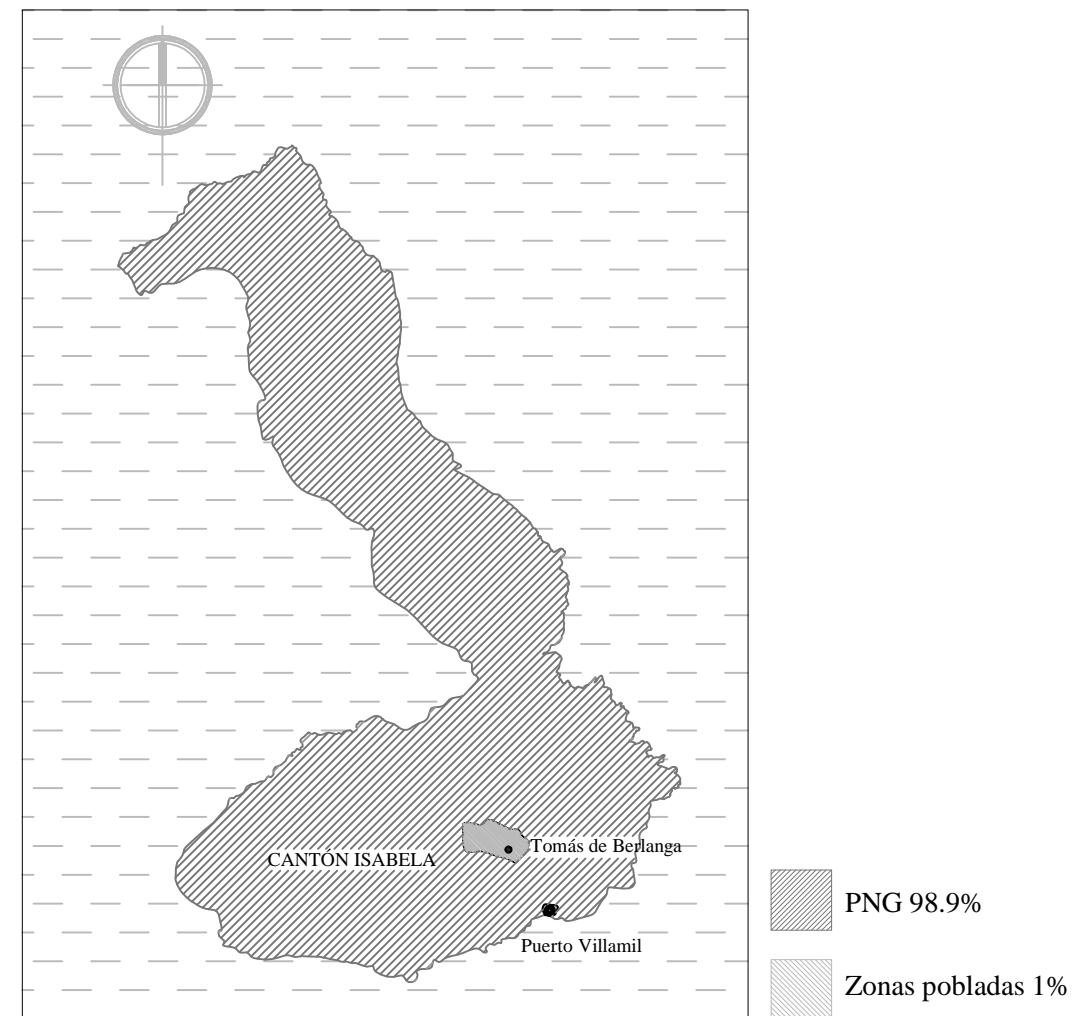 Tomás de Berlanga
CANTÓN ISABELA
Puerto Villamil
PNG 98.9%
Zonas pobladas 1%